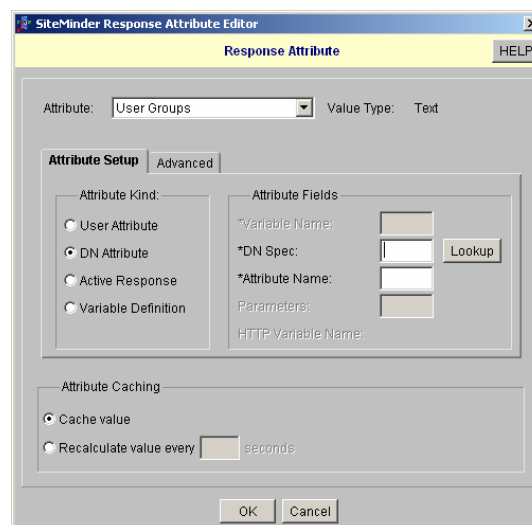 SiteMinder Response Attribute Editor
Response Attribute
HELP
Attribute: User Groups Value Type: Text
Attribute Setup Advanced
Attribute Kind:
User Attribute
DN Attribute
Active Response
Variable Definition
Attribute Fields
*Variable Name:
*DN Spec: Lookup
*Attribute Name:
Parameters:
HTTP Variable Name:
Attribute Caching
Cache value
Recalculate value every seconds
OK Cancel